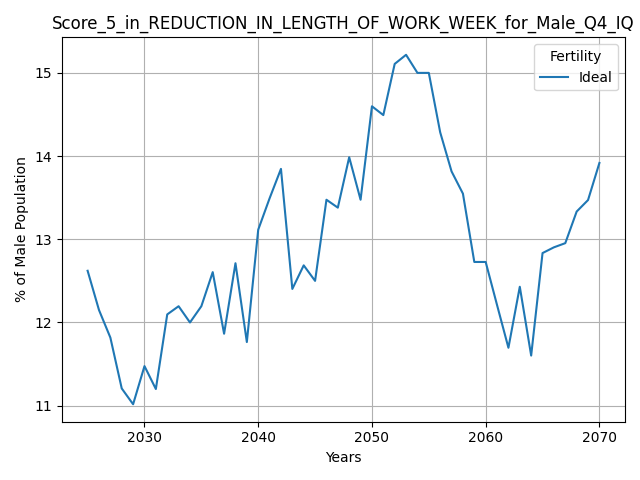 Score_5_in_REDUCTION_IN_LENGTH_OF_WORK_WEEK_for_Male_Q4_IQ
Fertility
Ideal
% of Male Population
15
14
13
12
11
2030 2040 2050 2060 2070
Years